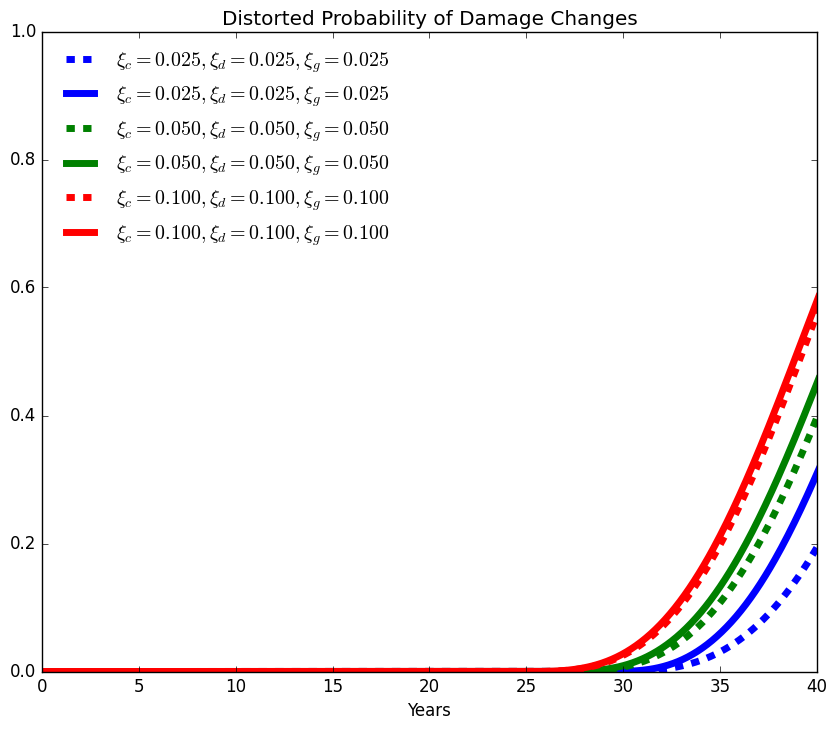 Distorted Probability of Damage Changes
1.0
ξc = 0.025, ξd = 0.025, ξg = 0.025
ξc = 0.025, ξd = 0.025, ξg = 0.025
ξc = 0.050, ξd = 0.050, ξg = 0.050
ξc = 0.050, ξd = 0.050, ξg = 0.050
ξc = 0.100, ξd = 0.100, ξg = 0.100
ξc = 0.100, ξd = 0.100, ξg = 0.100
0.8
0.6
0.4
0.2
0.0
0 5 10 15 20 25 30 35 40
Years